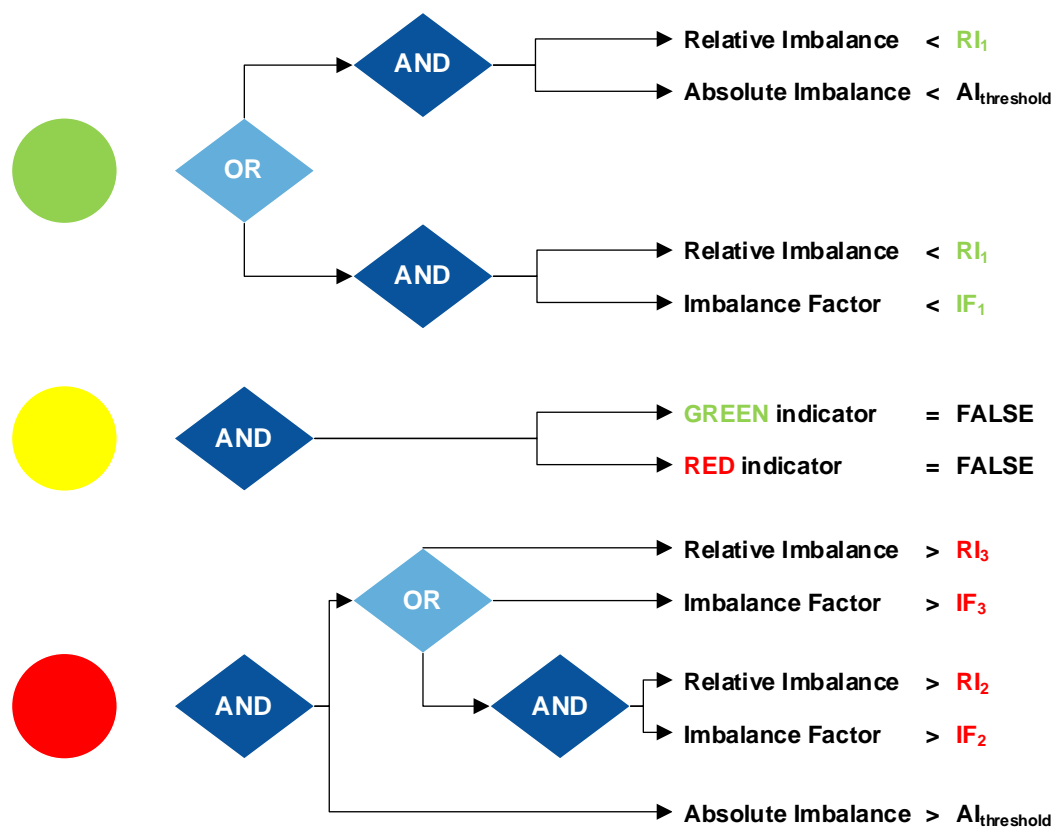 AND
Relative Imbalance < RI₁
Absolute Imbalance < AIₜₕᵣₑₛₕₒₗd
OR
AND
Relative Imbalance < RI₁
Imbalance Factor < IF₁
AND
GREEN indicator = FALSE
RED indicator = FALSE
OR
Relative Imbalance > RI₃
Imbalance Factor > IF₃
AND
AND
Relative Imbalance > RI₂
Imbalance Factor > IF₂
Absolute Imbalance > AIₜₕᵣₑₛₕₒₗd